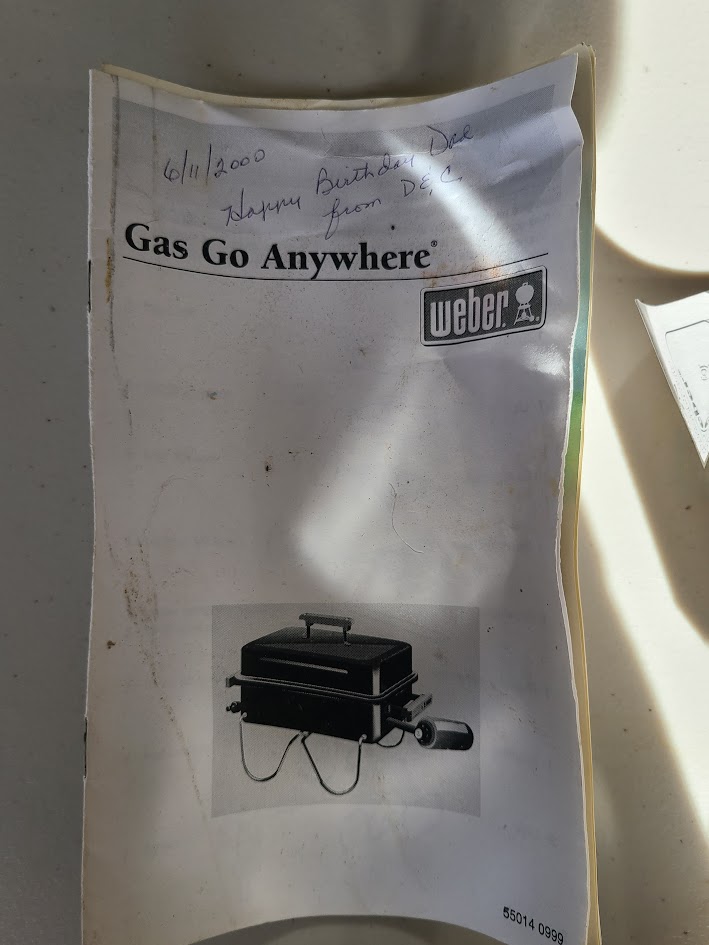 6/11/2000
Happy Birthday Dad
from D&C
Gas Go Anywhere®
weber®
55014 0999